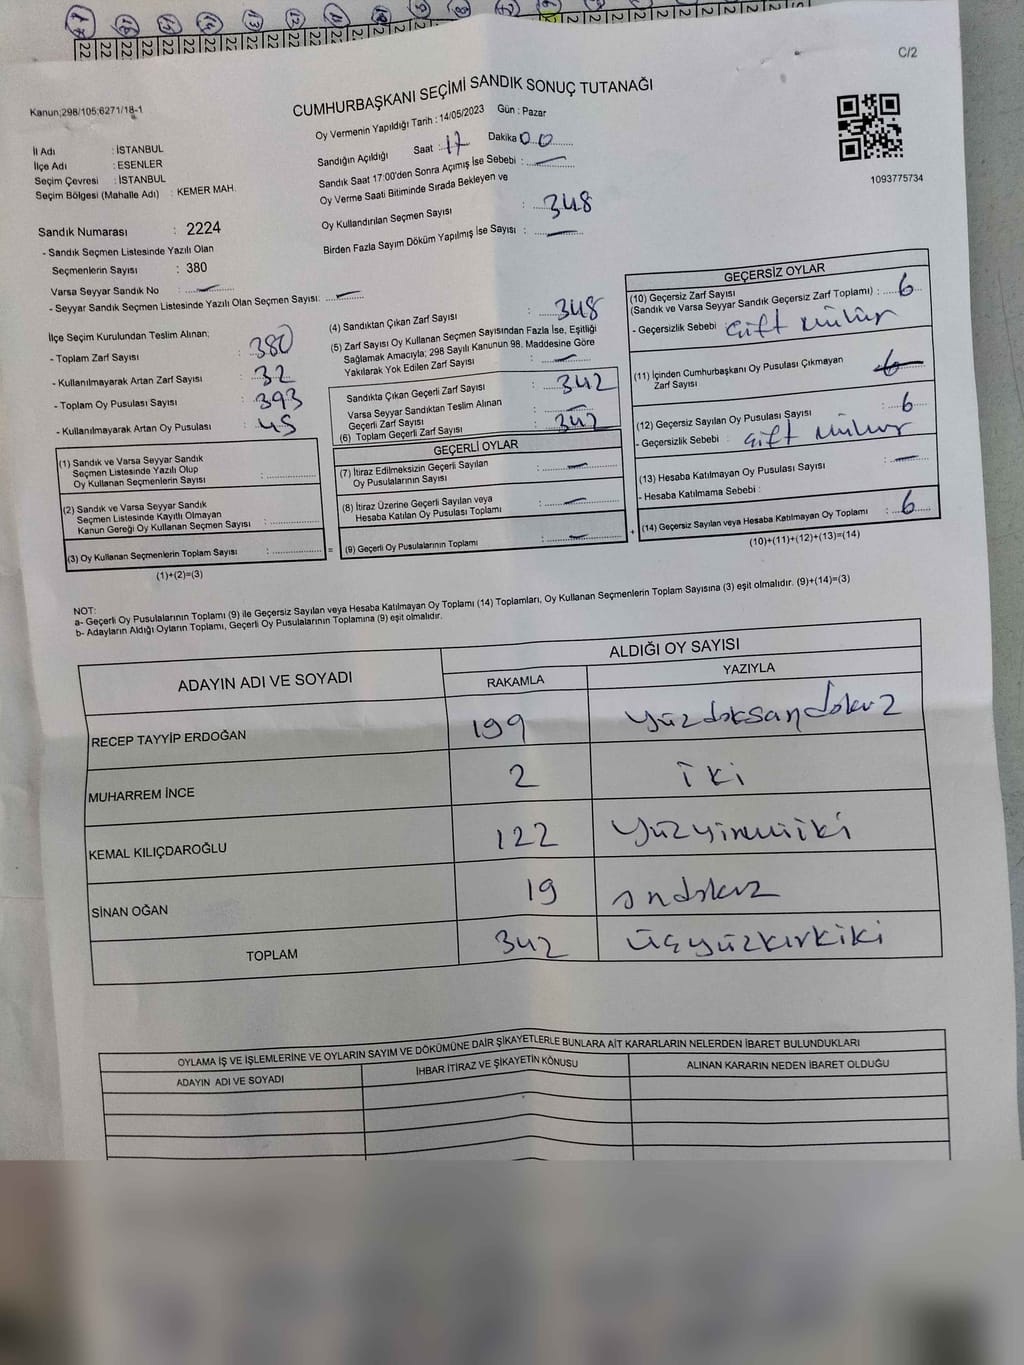 C/2
Kanun;298/105;6271/18-1
CUMHURBAŞKANI SEÇİMİ SANDIK SONUÇ TUTANAĞI
Oy Vermenin Yapıldığı Tarih : 14/05/2023 Gün : Pazar
İl Adı : İSTANBUL
İlçe Adı : ESENLER
Seçim Çevresi : İSTANBUL
Seçim Bölgesi (Mahalle Adı) : KEMER MAH.
Sandığın Açıldığı Saat : 17 Dakika 00
Sandık Saat 17:00'den Sonra Açımış İse Sebebi : —
Oy Verme Saati Bitiminde Sırada Bekleyen ve
Oy Kullandırılan Seçmen Sayısı : 348
Birden Fazla Sayım Döküm Yapılmış İse Sayısı : —
1093775734
Sandık Numarası : 2224
- Sandık Seçmen Listesinde Yazılı Olan
Seçmenlerin Sayısı : 380
Varsa Seyyar Sandık No : —
- Seyyar Sandık Seçmen Listesinde Yazılı Olan Seçmen Sayısı: —
İlçe Seçim Kurulundan Teslim Alınan;
- Toplam Zarf Sayısı : 380
- Kullanılmayarak Artan Zarf Sayısı : 32
- Toplam Oy Pusulası Sayısı : 393
- Kullanılmayarak Artan Oy Pusulası : 45
(4) Sandıktan Çıkan Zarf Sayısı : 348
(5) Zarf Sayısı Oy Kullanan Seçmen Sayısından Fazla İse, Eşitliği
Sağlamak Amacıyla; 298 Sayılı Kanunun 98. Maddesine Göre
Yakılarak Yok Edilen Zarf Sayısı : —
Sandıkta Çıkan Geçerli Zarf Sayısı : 342
Varsa Seyyar Sandıktan Teslim Alınan
Geçerli Zarf Sayısı : —
(6) Toplam Geçerli Zarf Sayısı : 342
GEÇERSİZ OYLAR
(10) Geçersiz Zarf Sayısı
(Sandık ve Varsa Seyyar Sandık Geçersiz Zarf Toplamı) : 6
- Geçersizlik Sebebi : çift mühür
(11) İçinden Cumhurbaşkanı Oy Pusulası Çıkmayan
Zarf Sayısı : 6
(12) Geçersiz Sayılan Oy Pusulası Sayısı : 6
- Geçersizlik Sebebi : çift mühür
(13) Hesaba Katılmayan Oy Pusulası Sayısı : —
- Hesaba Katılmama Sebebi :
(14) Geçersiz Sayılan veya Hesaba Katılmayan Oy Toplamı : 6
(10)+(11)+(12)+(13)=(14)
(1) Sandık ve Varsa Seyyar Sandık
Seçmen Listesinde Yazılı Olup
Oy Kullanan Seçmenlerin Sayısı :
(2) Sandık ve Varsa Seyyar Sandık
Seçmen Listesinde Kayıtlı Olmayan
Kanun Gereği Oy Kullanan Seçmen Sayısı :
(3) Oy Kullanan Seçmenlerin Toplam Sayısı : =
(1)+(2)=(3)
GEÇERLİ OYLAR
(7) İtiraz Edilmeksizin Geçerli Sayılan
Oy Pusulalarının Sayısı : —
(8) İtiraz Üzerine Geçerli Sayılan veya
Hesaba Katılan Oy Pusulası Toplamı : —
(9) Geçerli Oy Pusulalarının Toplamı : — +
NOT:
a- Geçerli Oy Pusulalarının Toplamı (9) ile Geçersiz Sayılan veya Hesaba Katılmayan Oy Toplamı (14) Toplamları, Oy Kullanan Seçmenlerin Toplam Sayısına (3) eşit olmalıdır. (9)+(14)=(3)
b- Adayların Aldığı Oyların Toplamı, Geçerli Oy Pusulalarının Toplamına (9) eşit olmalıdır.
ADAYIN ADI VE SOYADI ALDIĞI OY SAYISI
RAKAMLA YAZIYLA
RECEP TAYYİP ERDOĞAN 199 yüzdoksandokuz
MUHARREM İNCE 2 iki
KEMAL KILIÇDAROĞLU 122 yüzyirmiiki
SİNAN OĞAN 19 ondokuz
TOPLAM 342 üçyüzkırkiki
OYLAMA İŞ VE İŞLEMLERİNE VE OYLARIN SAYIM VE DÖKÜMÜNE DAİR ŞİKAYETLERLE BUNLARA AİT KARARLARIN NELERDEN İBARET BULUNDUKLARI
ADAYIN ADI VE SOYADI İHBAR İTİRAZ VE ŞİKAYETİN KONUSU ALINAN KARARIN NEDEN İBARET OLDUĞU